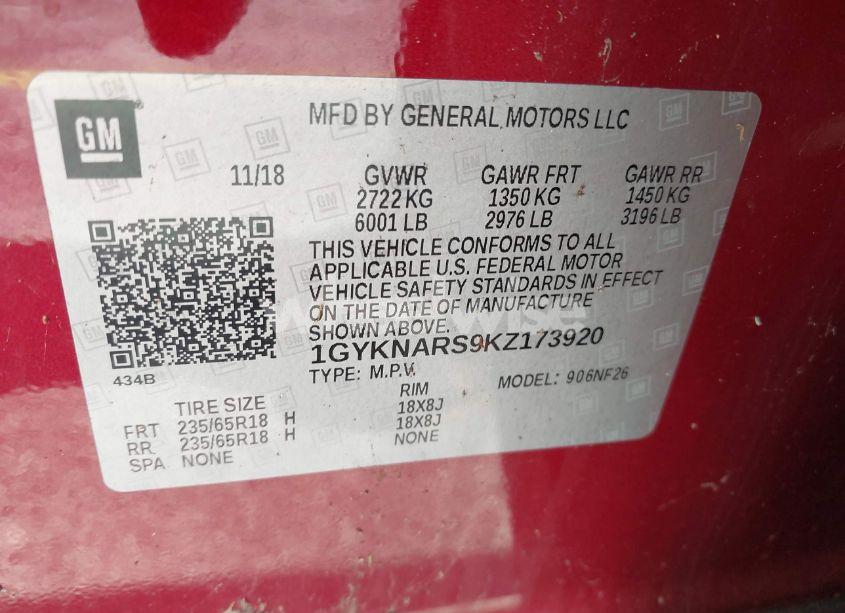 GM
MFD BY GENERAL MOTORS LLC
11/18 GVWR GAWR FRT GAWR RR
2722 KG 1350 KG 1450 KG
6001 LB 2976 LB 3196 LB
THIS VEHICLE CONFORMS TO ALL
APPLICABLE U.S. FEDERAL MOTOR
VEHICLE SAFETY STANDARDS IN EFFECT
ON THE DATE OF MANUFACTURE
SHOWN ABOVE.
1GYKNARS9KZ173920
434B TYPE: M.P.V. MODEL: 906NF26
TIRE SIZE RIM
FRT 235/65R18 H 18X8J
RR 235/65R18 H 18X8J
SPA NONE NONE